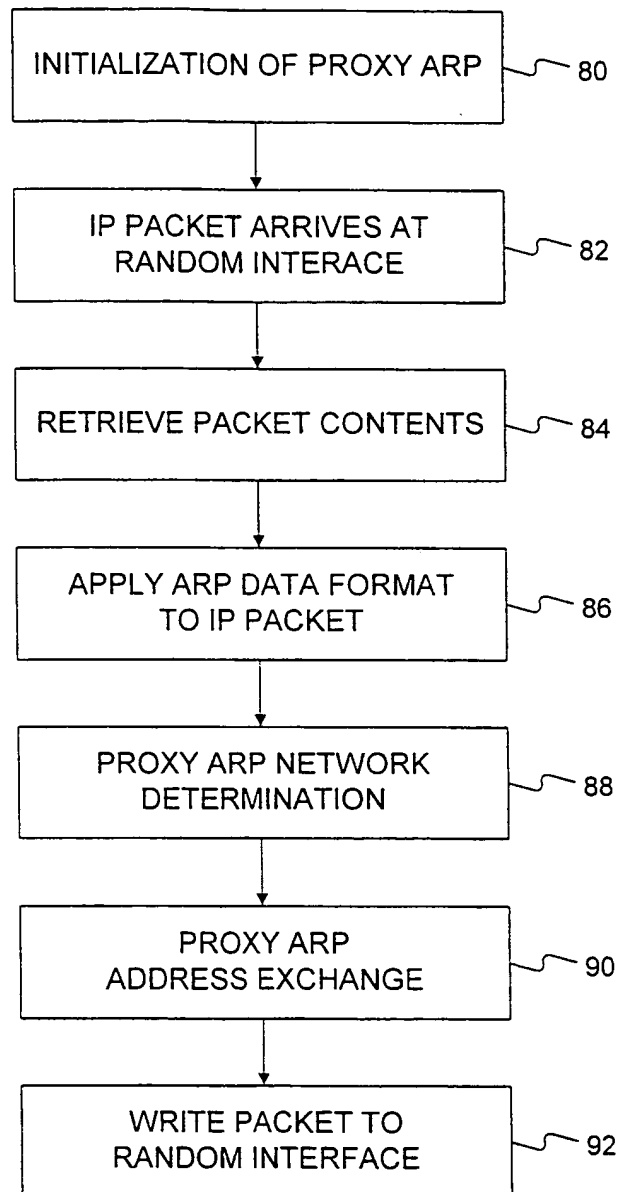 INITIALIZATION OF PROXY ARP
80
IP PACKET ARRIVES AT
RANDOM INTERACE
82
RETRIEVE PACKET CONTENTS
84
APPLY ARP DATA FORMAT
TO IP PACKET
86
PROXY ARP NETWORK
DETERMINATION
88
PROXY ARP
ADDRESS EXCHANGE
90
WRITE PACKET TO
RANDOM INTERFACE
92